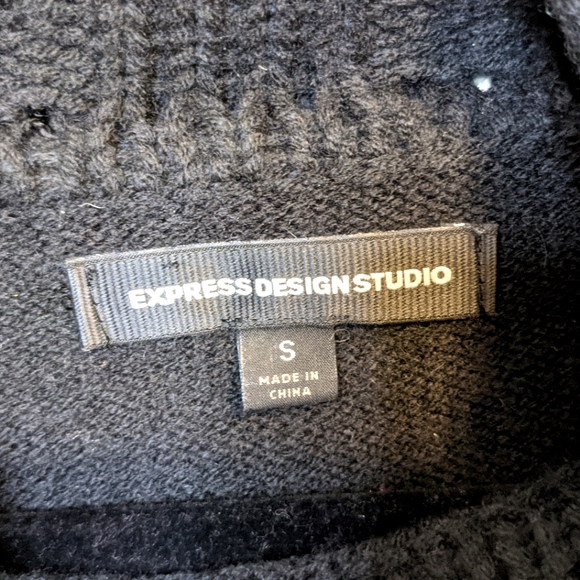 EXPRESS DESIGN STUDIO
S
MADE IN
CHINA